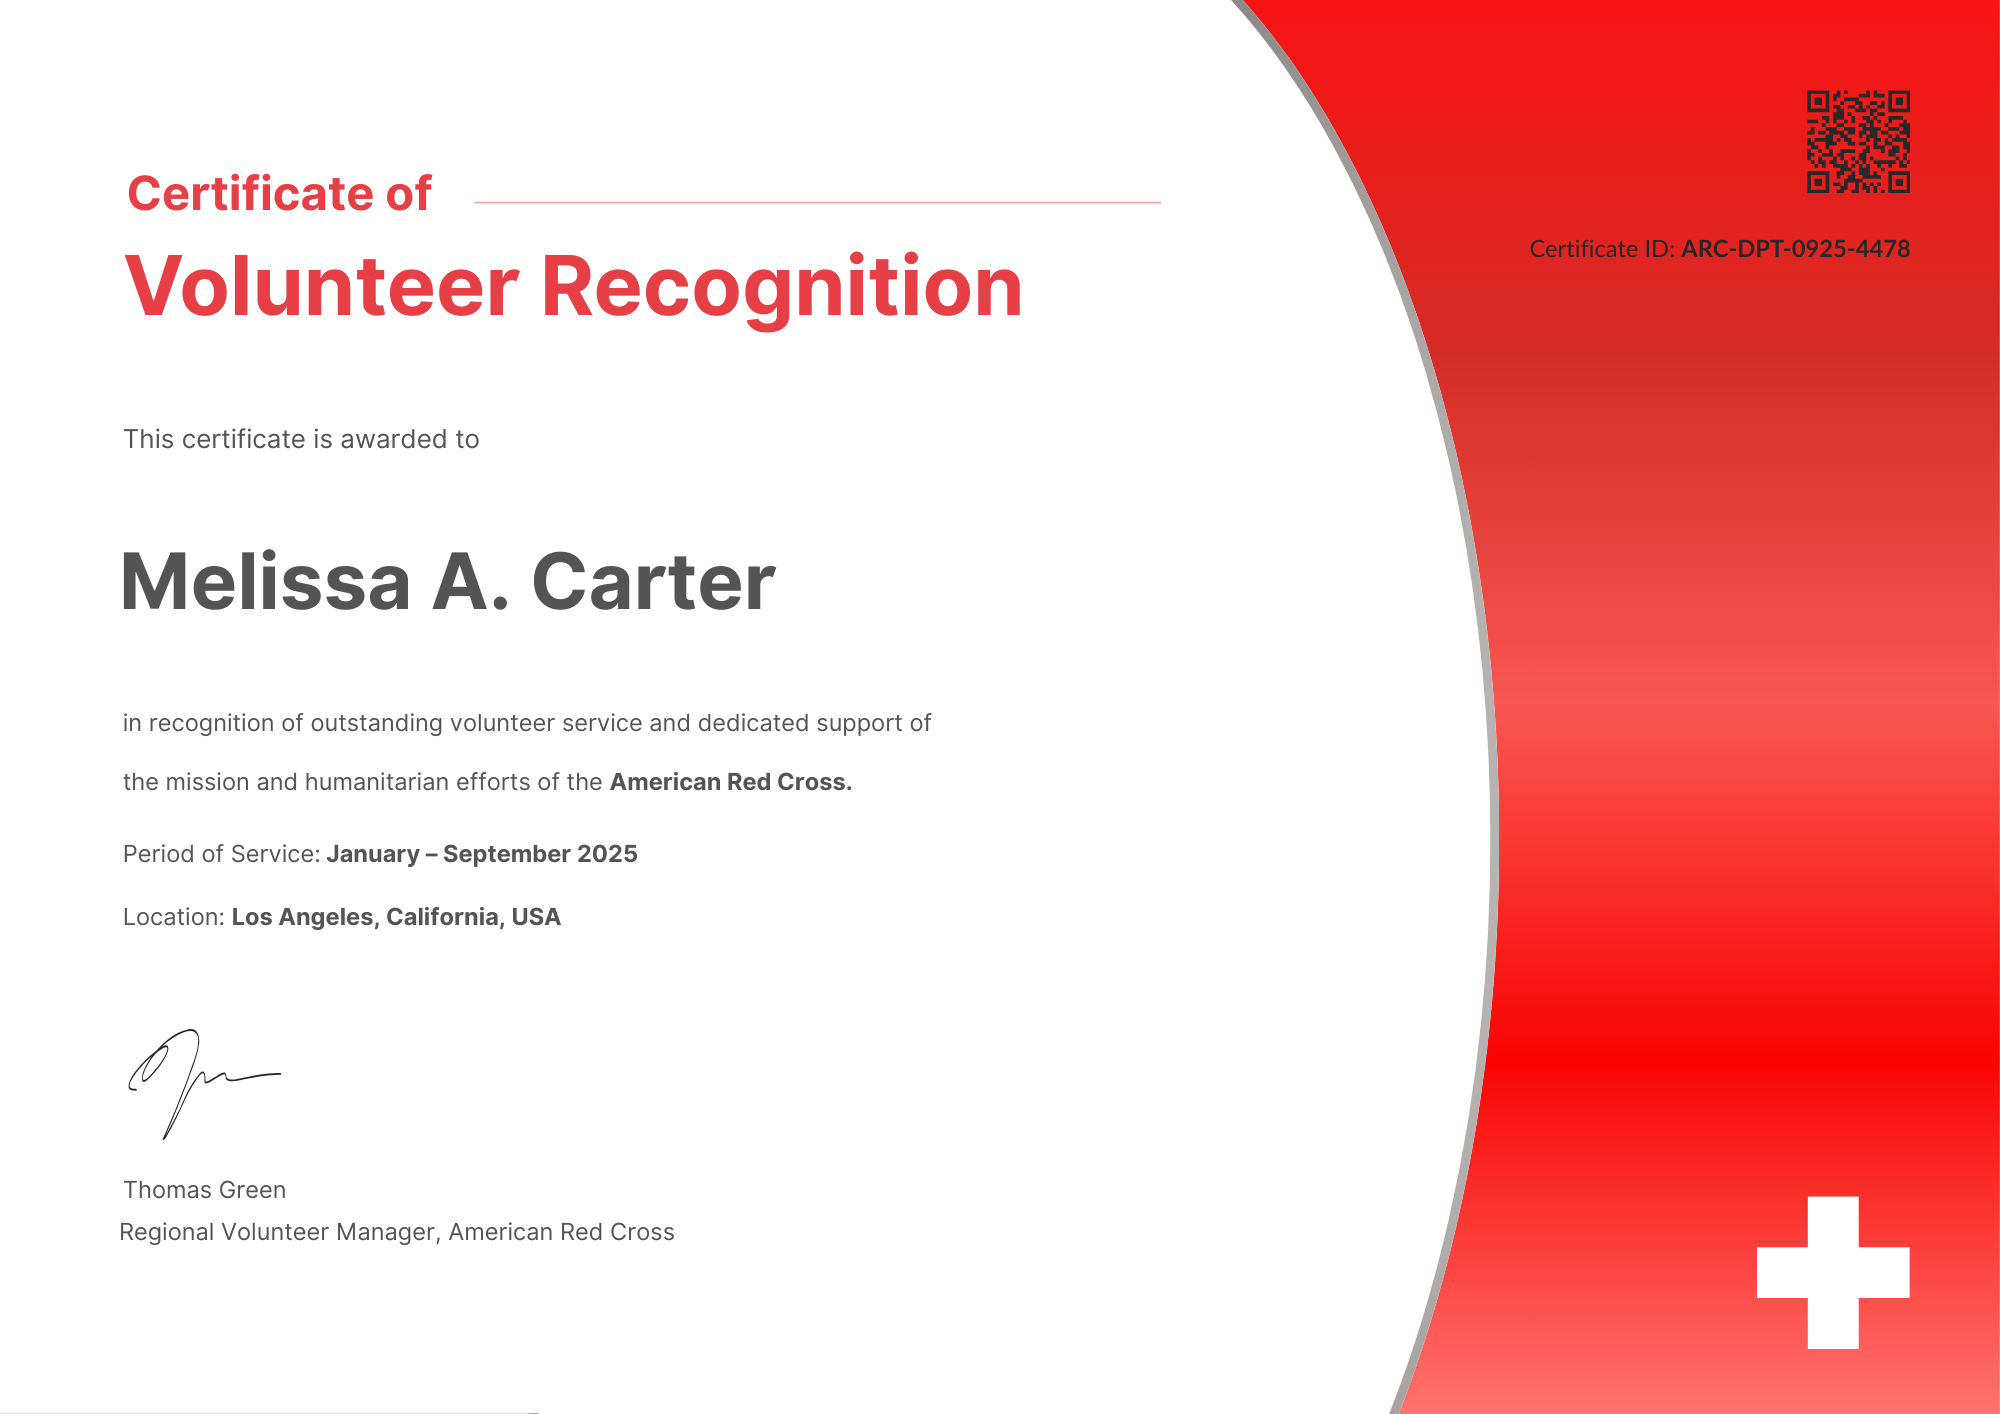 Certificate of
Volunteer Recognition
Certificate ID: ARC-DPT-0925-4478
This certificate is awarded to
Melissa A. Carter
in recognition of outstanding volunteer service and dedicated support of
the mission and humanitarian efforts of the American Red Cross.
Period of Service: January – September 2025
Location: Los Angeles, California, USA
Thomas Green
Regional Volunteer Manager, American Red Cross